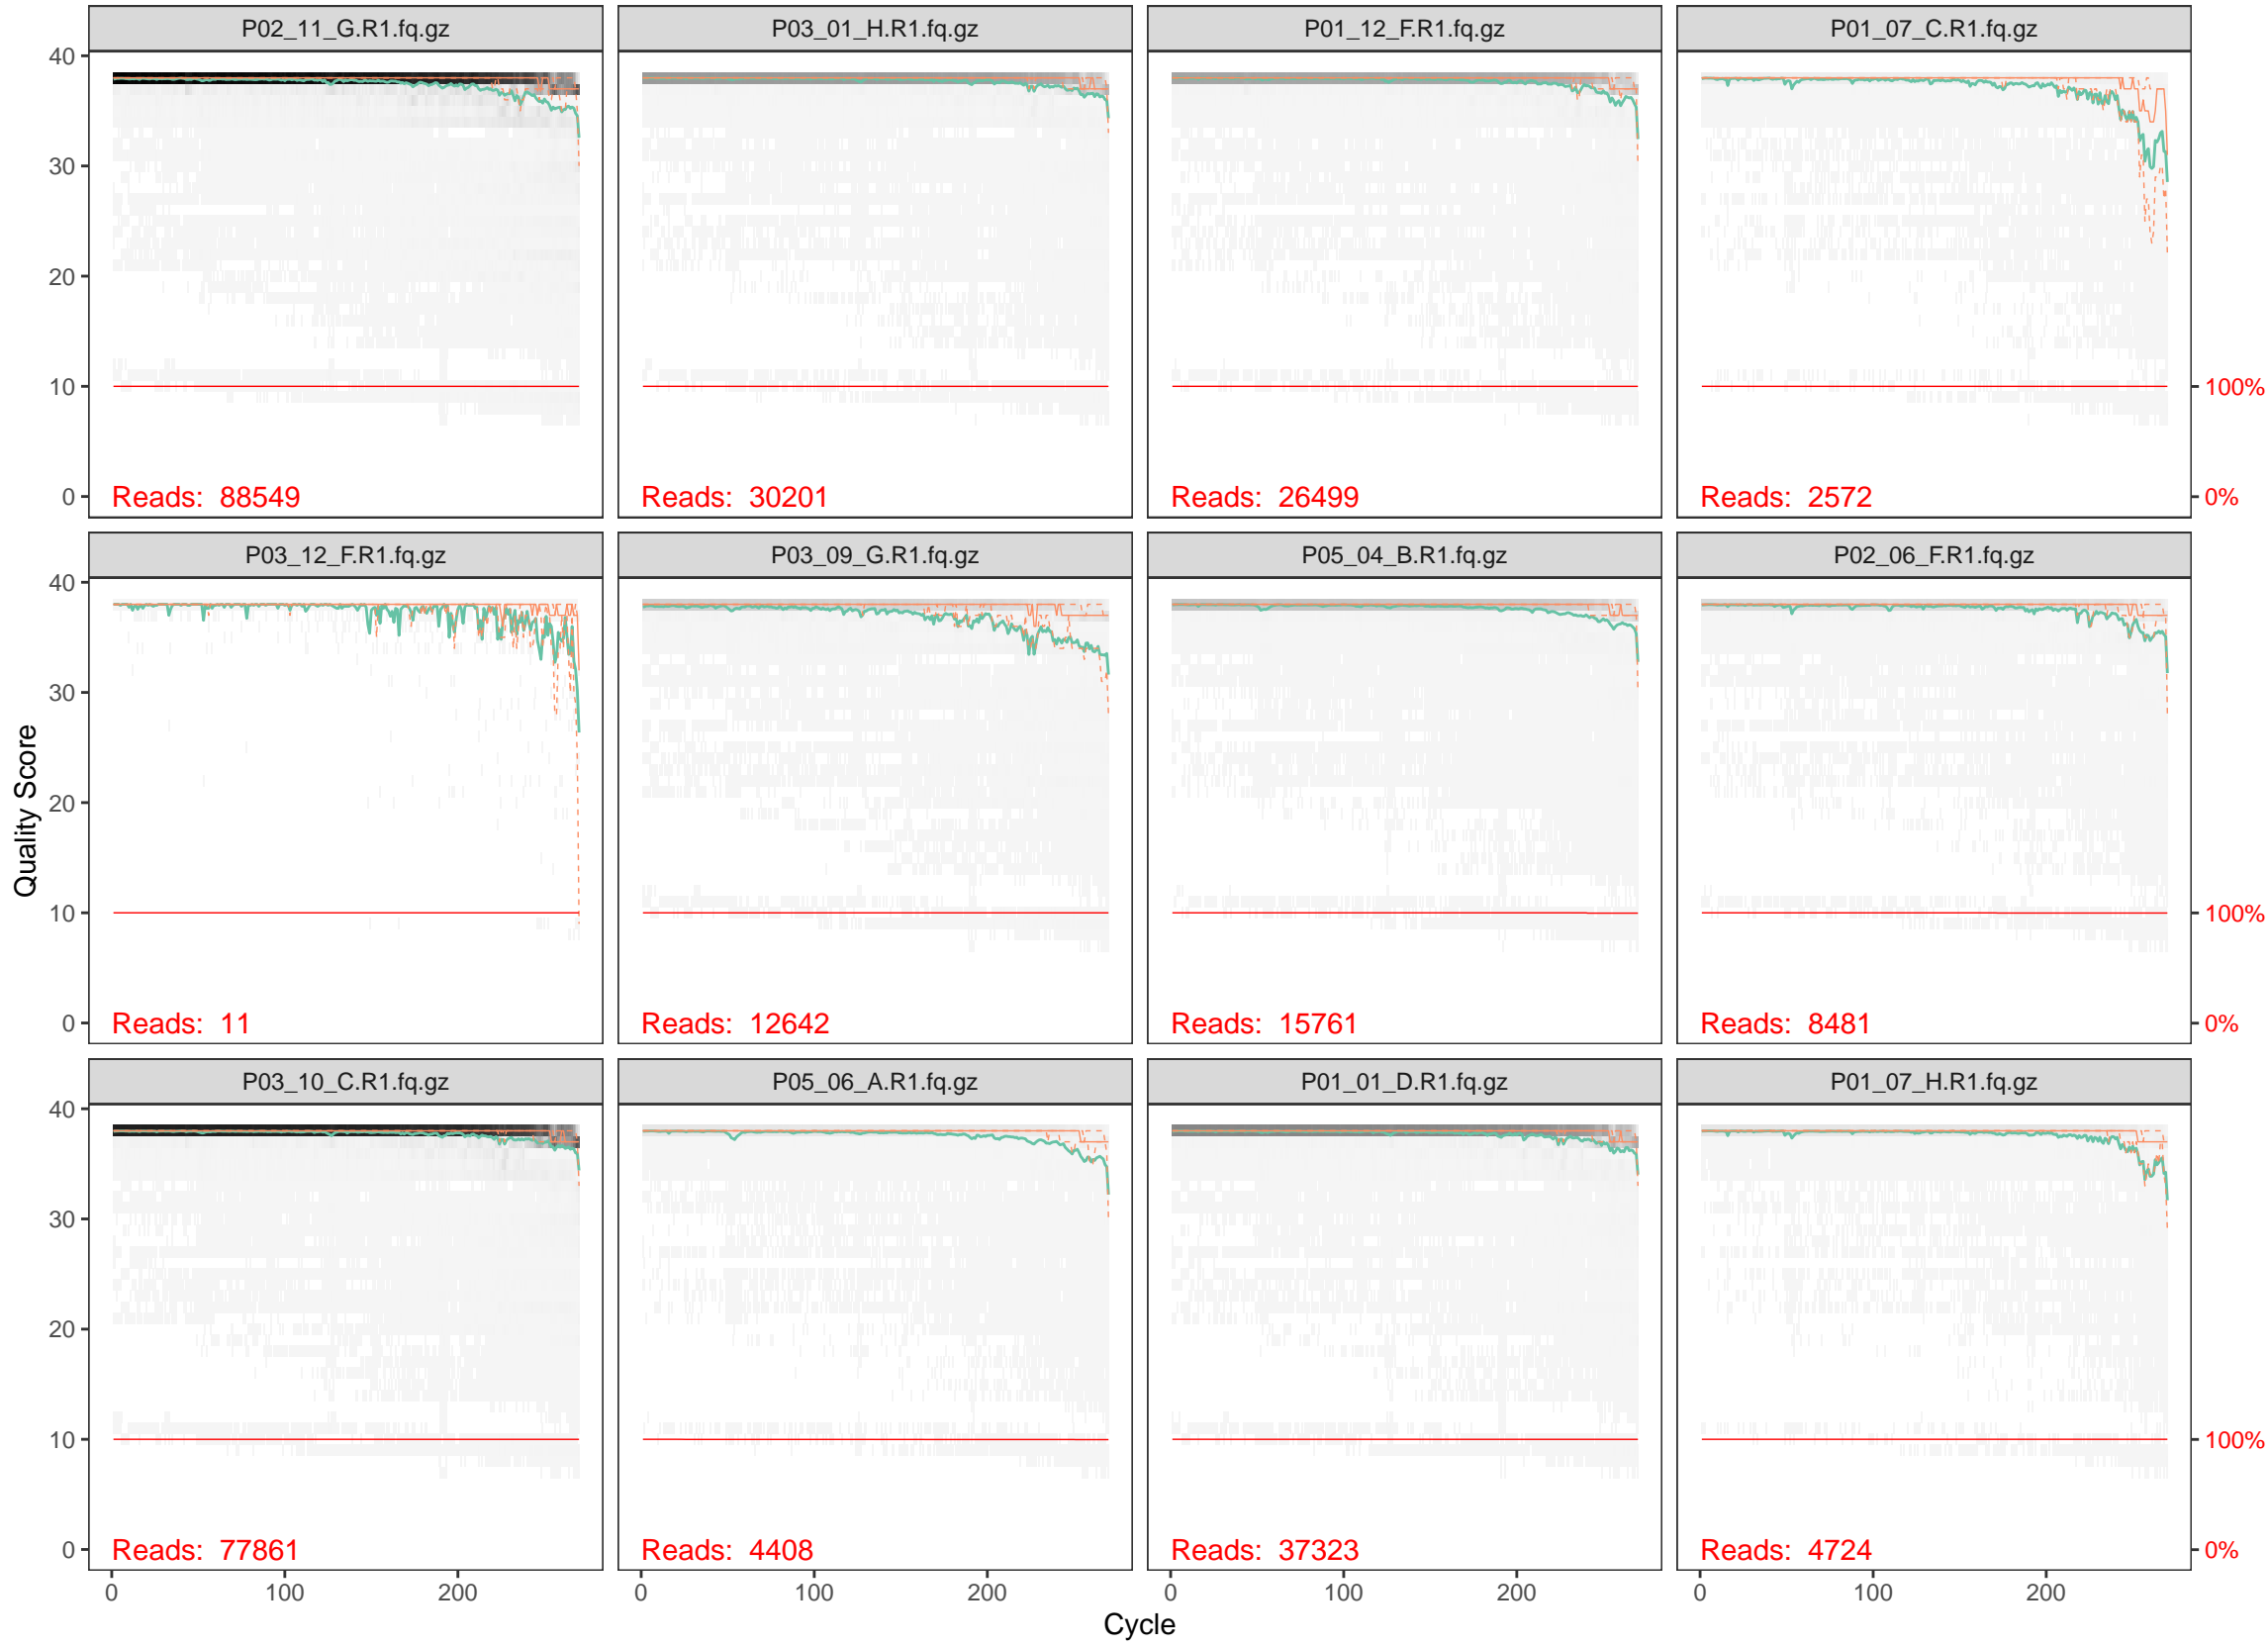 P02_11_G.R1.fq.gz P03_01_H.R1.fq.gz P01_12_F.R1.fq.gz P01_07_C.R1.fq.gz
40
30
20
10 100%
0 Reads: 88549 Reads: 30201 Reads: 26499 Reads: 2572 0%
P03_12_F.R1.fq.gz P03_09_G.R1.fq.gz P05_04_B.R1.fq.gz P02_06_F.R1.fq.gz
40
30
Quality Score
20
10 100%
0 Reads: 11 Reads: 12642 Reads: 15761 Reads: 8481 0%
P03_10_C.R1.fq.gz P05_06_A.R1.fq.gz P01_01_D.R1.fq.gz P01_07_H.R1.fq.gz
40
30
20
10 100%
0 Reads: 77861 Reads: 4408 Reads: 37323 Reads: 4724 0%
0 100 200 0 100 200 0 100 200 0 100 200
Cycle